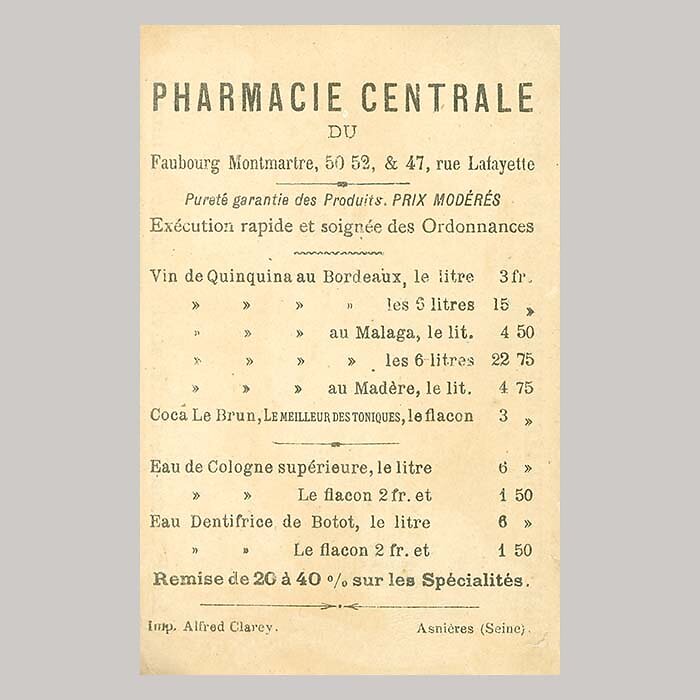 PHARMACIE CENTRALE
DU
Faubourg Montmartre, 50 52, & 47, rue Lafayette
Pureté garantie des Produits. PRIX MODÉRÉS
Exécution rapide et soignée des Ordonnances
Vin de Quinquina au Bordeaux, le litre 3 fr.
» » » » les 6 litres 15 »
» » » au Malaga, le lit. 4 50
» » » » les 6 litres 22 75
» » » au Madère, le lit. 4 75
Coca Le Brun, LE MEILLEUR DES TONIQUES, le flacon 3 »
Eau de Cologne supérieure, le litre 6 »
» » Le flacon 2 fr. et 1 50
Eau Dentifrice de Botot, le litre 6 »
» » Le flacon 2 fr. et 1 50
Remise de 20 à 40 % sur les Spécialités.
Imp. Alfred Clarey. Asnières (Seine).